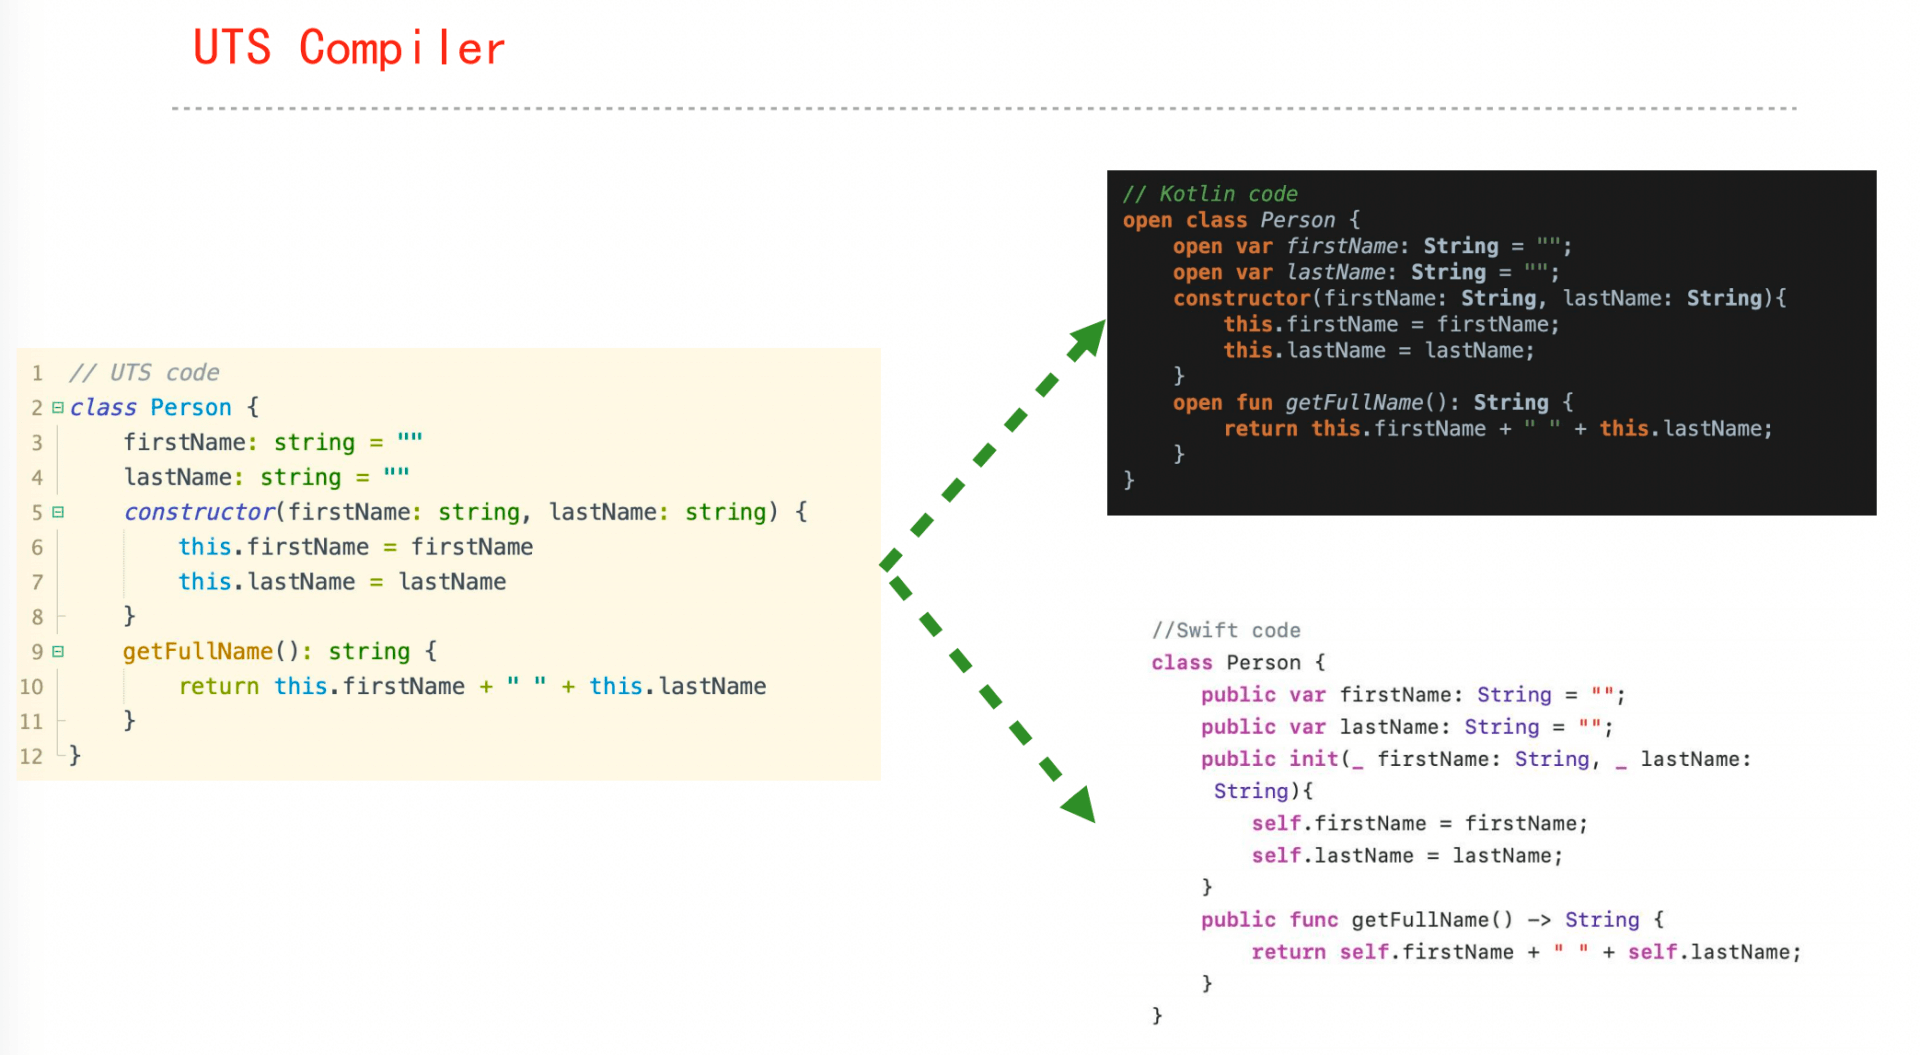 UTS Compiler
1 // UTS code
2 class Person {
3     firstName: string = ""
4     lastName: string = ""
5     constructor(firstName: string, lastName: string) {
6         this.firstName = firstName
7         this.lastName = lastName
8     }
9     getFullName(): string {
10         return this.firstName + " " + this.lastName
11     }
12 }
// Kotlin code
open class Person {
    open var firstName: String = "";
    open var lastName: String = "";
    constructor(firstName: String, lastName: String){
        this.firstName = firstName;
        this.lastName = lastName;
    }
    open fun getFullName(): String {
        return this.firstName + " " + this.lastName;
    }
}
//Swift code
class Person {
    public var firstName: String = "";
    public var lastName: String = "";
    public init(_ firstName: String, _ lastName:
     String){
        self.firstName = firstName;
        self.lastName = lastName;
    }
    public func getFullName() -> String {
        return self.firstName + " " + self.lastName;
    }
}